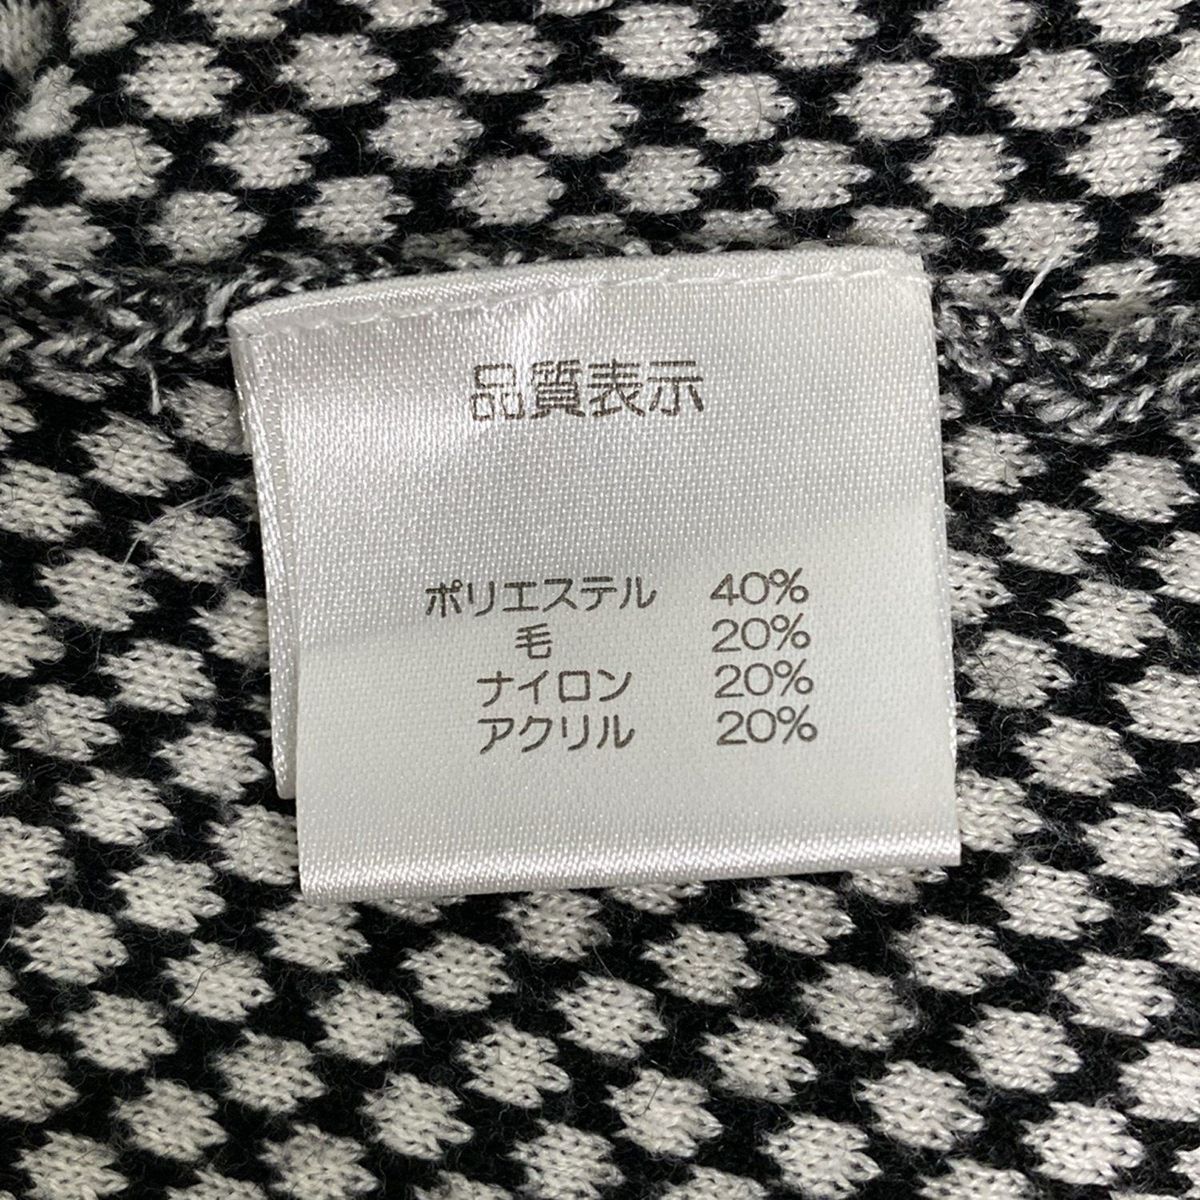 品質表示
ポリエステル 40%
毛 20%
ナイロン 20%
アクリル 20%